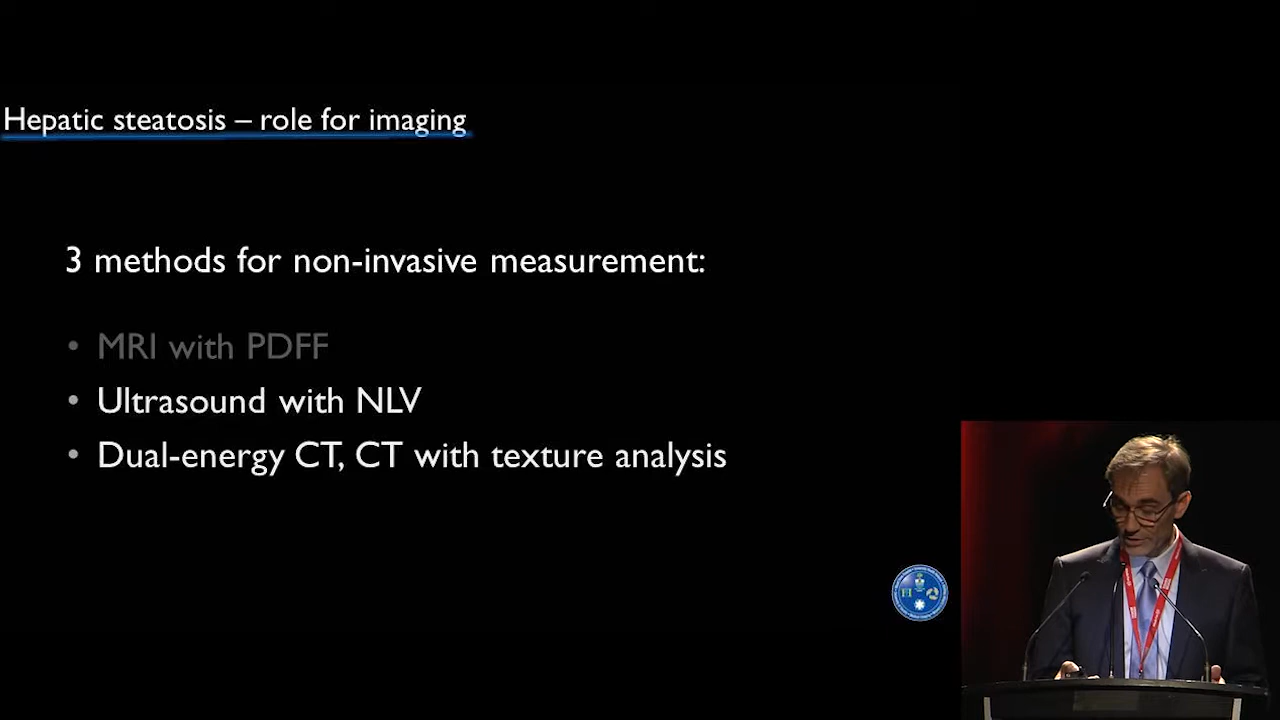 Hepatic steatosis – role for imaging
3 methods for non-invasive measurement:
• MRI with PDFF
• Ultrasound with NLV
• Dual-energy CT, CT with texture analysis